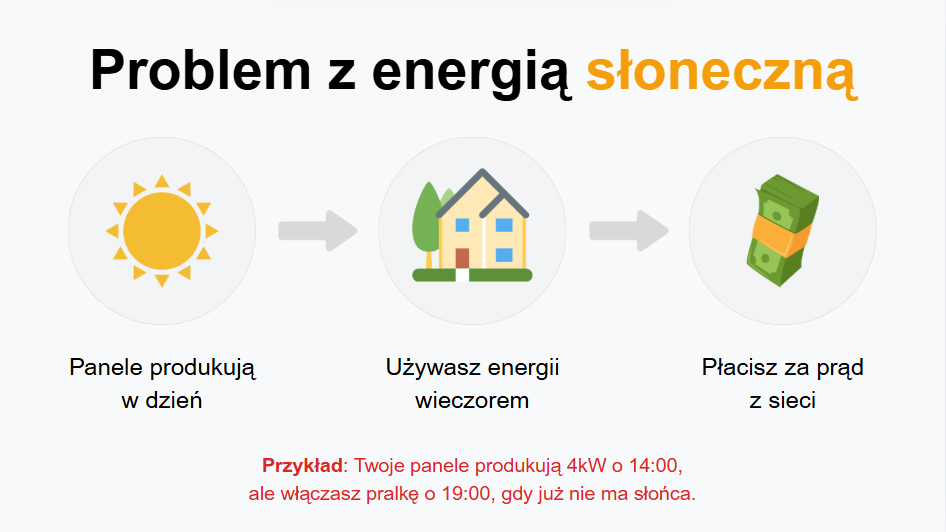 Problem z energią słoneczną
Panele produkują
w dzień
Używasz energii
wieczorem
Płacisz za prąd
z sieci
Przykład: Twoje panele produkują 4kW o 14:00,
ale włączasz pralkę o 19:00, gdy już nie ma słońca.